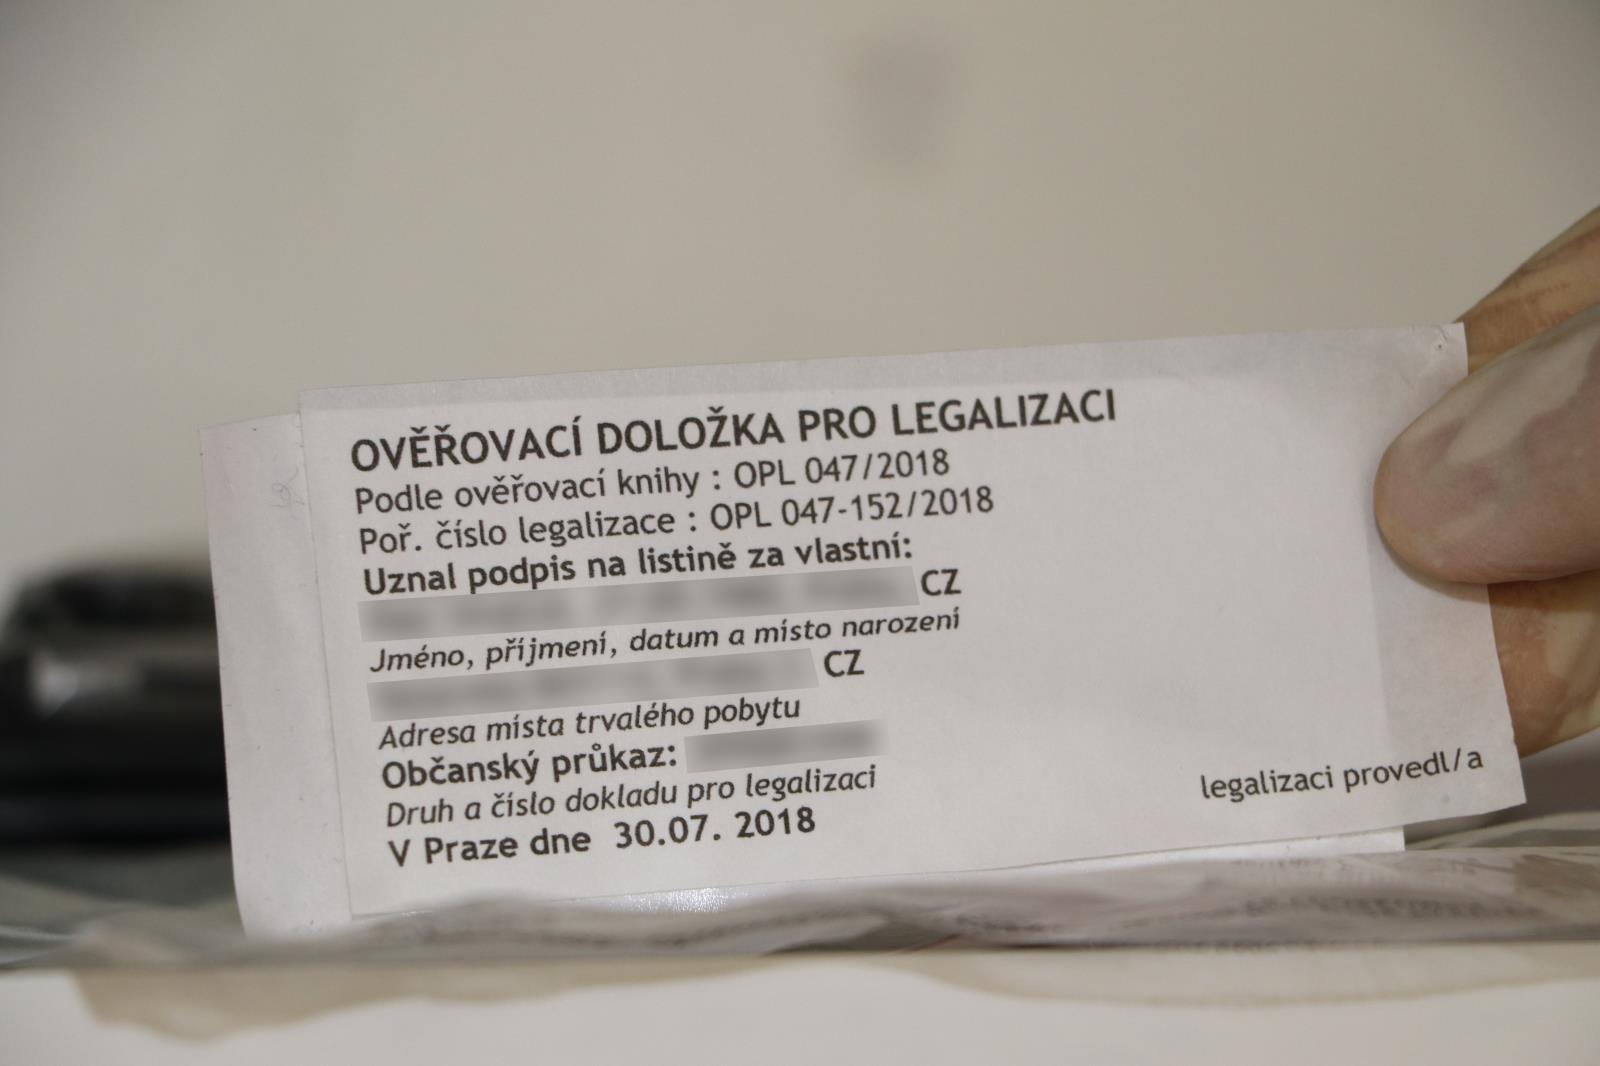 OVĚŘOVACÍ DOLOŽKA PRO LEGALIZACI
Podle ověřovací knihy : OPL 047/2018
Poř. číslo legalizace : OPL 047-152/2018
Uznal podpis na listině za vlastní:
CZ
Jméno, příjmení, datum a místo narození
CZ
Adresa místa trvalého pobytu
Občanský průkaz:
Druh a číslo dokladu pro legalizaci
V Praze dne 30.07. 2018
legalizaci provedl/a